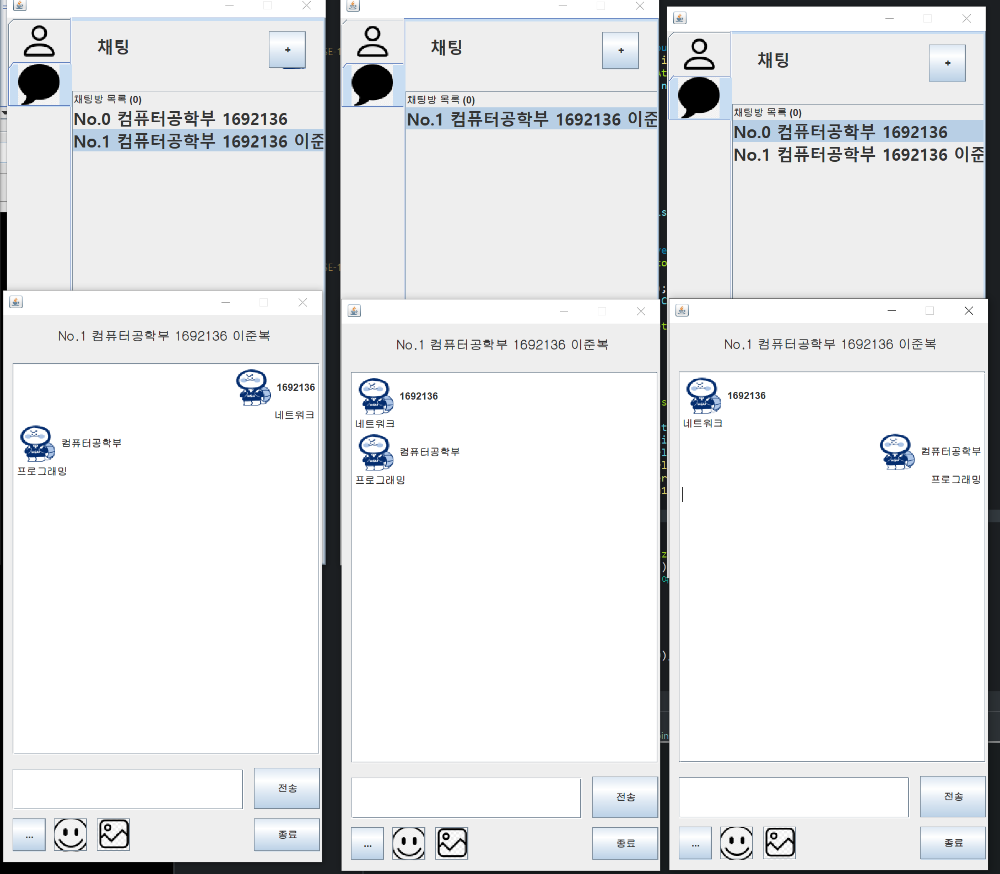 채팅
+
채팅방 목록 (0)
No.0 컴퓨터공학부 1692136
No.1 컴퓨터공학부 1692136 이준
채팅
+
채팅방 목록 (0)
No.1 컴퓨터공학부 1692136 이준
채팅
+
채팅방 목록 (0)
No.0 컴퓨터공학부 1692136
No.1 컴퓨터공학부 1692136 이준
No.1 컴퓨터공학부 1692136 이준복
1692136
네트워크
컴퓨터공학부
프로그래밍
전송
...
종료
No.1 컴퓨터공학부 1692136 이준복
1692136
네트워크
컴퓨터공학부
프로그래밍
전송
...
종료
No.1 컴퓨터공학부 1692136 이준복
1692136
네트워크
컴퓨터공학부
프로그래밍
전송
...
종료
SE-1
SE-1